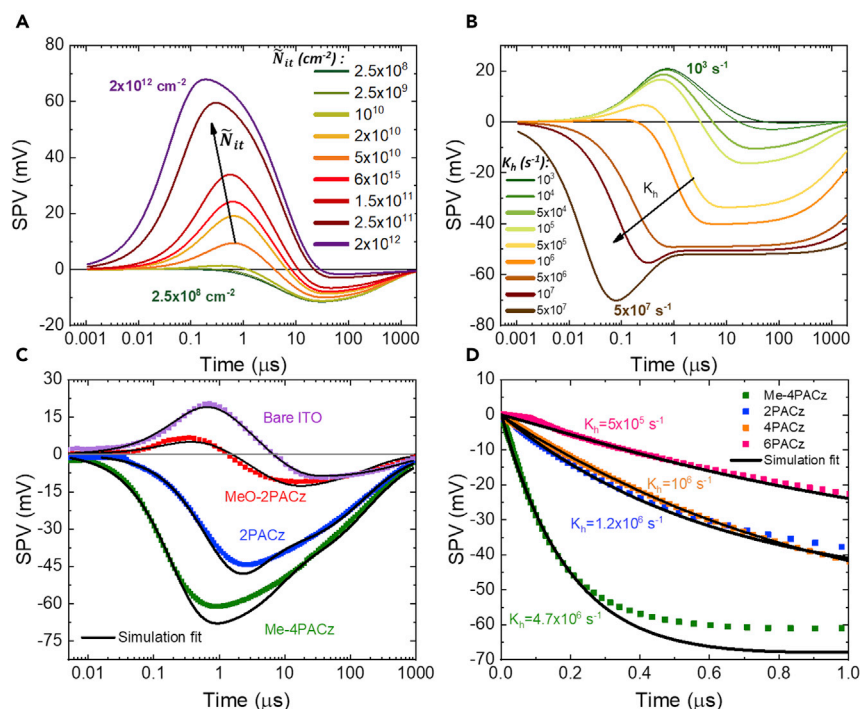 A
80
60
40
20
0
-20
SPV (mV)
0.001 0.01 0.1 1 10 100 1000
Time (μs)
2x10¹² cm⁻²
Ñit
2.5x10⁸ cm⁻²
Ñit (cm⁻²) :
2.5x10⁸
2.5x10⁹
10¹⁰
2x10¹⁰
5x10¹⁰
6x10¹⁵
1.5x10¹¹
2.5x10¹¹
2x10¹²
B
20
0
-20
-40
-60
-80
SPV (mV)
0.001 0.01 0.1 1 10 100 1000
Time (μs)
10³ s⁻¹
Kh
5x10⁷ s⁻¹
Kh (s⁻¹):
10³
10⁴
5x10⁴
10⁵
5x10⁵
10⁶
5x10⁶
10⁷
5x10⁷
C
30
15
0
-15
-30
-45
-60
-75
SPV (mV)
0.01 0.1 1 10 100 1000
Time (μs)
Bare ITO
MeO-2PACz
2PACz
Me-4PACz
Simulation fit
D
10
0
-10
-20
-30
-40
-50
-60
-70
SPV (mV)
0.0 0.2 0.4 0.6 0.8 1.0
Time (μs)
Me-4PACz
2PACz
4PACz
6PACz
Simulation fit
Kh=5x10⁵ s⁻¹
Kh=10⁶ s⁻¹
Kh=1.2x10⁶ s⁻¹
Kh=4.7x10⁶ s⁻¹